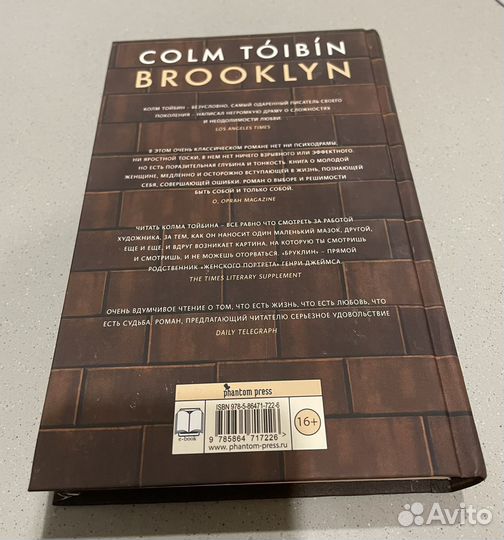 COLM TÓIBÍN
BROOKLYN
КОЛМ ТОЙБИН – БЕЗУСЛОВНО, САМЫЙ ОДАРЕННЫЙ ПИСАТЕЛЬ СВОЕГО
ПОКОЛЕНИЯ – НАПИСАЛ НЕГРОМКУЮ ДРАМУ О СЛОЖНОСТЯХ
И НЕОДОЛИМОСТИ ЛЮБВИ.
LOS ANGELES TIMES
В ЭТОМ ОЧЕНЬ КЛАССИЧЕСКОМ РОМАНЕ НЕТ НИ ПСИХОДРАМЫ,
НИ ЯРОСТНОЙ ТОСКИ, В НЕМ НЕТ НИЧЕГО ВЗРЫВНОГО ИЛИ ЭФФЕКТНОГО.
НО ЕСТЬ ПОРАЗИТЕЛЬНАЯ ГЛУБИНА И ТОНКОСТЬ. КНИГА О МОЛОДОЙ
ЖЕНЩИНЕ, МЕДЛЕННО И ОСТОРОЖНО ВСТУПАЮЩЕЙ В ЖИЗНЬ, ПОЗНАЮЩЕЙ
СЕБЯ, СОВЕРШАЮЩЕЙ ОШИБКИ. РОМАН О ВЫБОРЕ И РЕШИМОСТИ
БЫТЬ СОБОЙ И ТОЛЬКО СОБОЙ.
O, OPRAH MAGAZINE
ЧИТАТЬ КОЛМА ТОЙБИНА – ВСЕ РАВНО ЧТО СМОТРЕТЬ ЗА РАБОТОЙ
ХУДОЖНИКА, ЗА ТЕМ, КАК ОН НАНОСИТ ОДИН МАЛЕНЬКИЙ МАЗОК, ДРУГОЙ,
ЕЩЕ И ЕЩЕ, И ВДРУГ ВОЗНИКАЕТ КАРТИНА, НА КОТОРУЮ ТЫ СМОТРИШЬ
И СМОТРИШЬ, И НЕ МОЖЕШЬ ОТОРВАТЬСЯ. «БРУКЛИН» – ПРЯМОЙ
РОДСТВЕННИК «ЖЕНСКОГО ПОРТРЕТА» ГЕНРИ ДЖЕЙМСА.
THE TIMES LITERARY SUPPLEMENT
ОЧЕНЬ ВДУМЧИВОЕ ЧТЕНИЕ О ТОМ, ЧТО ЕСТЬ ЖИЗНЬ, ЧТО ЕСТЬ ЛЮБОВЬ, ЧТО
ЕСТЬ СУДЬБА. РОМАН, ПРЕДЛАГАЮЩИЙ ЧИТАТЕЛЮ СЕРЬЕЗНОЕ УДОВОЛЬСТВИЕ.
DAILY TELEGRAPH
phantom press
ISBN 978-5-86471-722-6
9 785864 717226
www.phantom-press.ru
e-book
16+
Avito